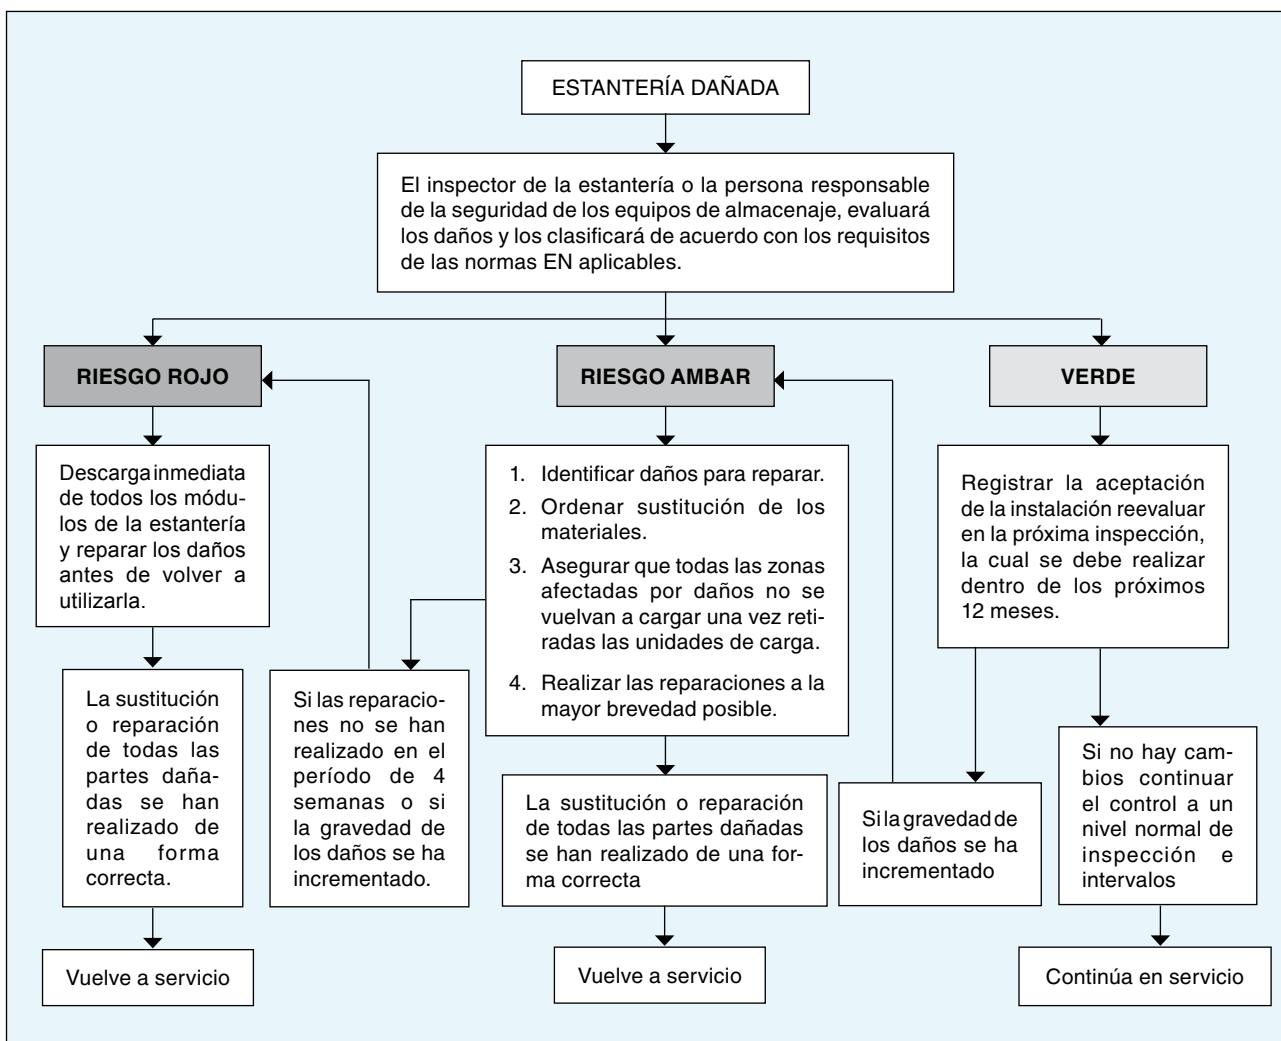 ESTANTERÍA DAÑADA
El inspector de la estantería o la persona responsable
de la seguridad de los equipos de almacenaje, evaluará
los daños y los clasificará de acuerdo con los requisitos
de las normas EN aplicables.
RIESGO ROJO
RIESGO AMBAR
VERDE
Descarga inmediata
de todos los módu-
los de la estantería
y reparar los daños
antes de volver a
utilizarla.
1. Identificar daños para reparar.
2. Ordenar sustitución de los
materiales.
3. Asegurar que todas las zonas
afectadas por daños no se
vuelvan a cargar una vez reti-
radas las unidades de carga.
4. Realizar las reparaciones a la
mayor brevedad posible.
Registrar la aceptación
de la instalación reevaluar
en la próxima inspección,
la cual se debe realizar
dentro de los próximos
12 meses.
La sustitución
o reparación
de todas las
partes daña-
das se han
realizado de
una forma
correcta.
Si las reparacio-
nes no se han
realizado en el
período de 4
semanas o si
la gravedad de
los daños se ha
incrementado.
La sustitución o reparación
de todas las partes dañadas
se han realizado de una for-
ma correcta
Si la gravedad de
los daños se ha
incrementado
Si no hay cam-
bios continuar
el control a un
nivel normal de
inspección e
intervalos
Vuelve a servicio
Vuelve a servicio
Continúa en servicio